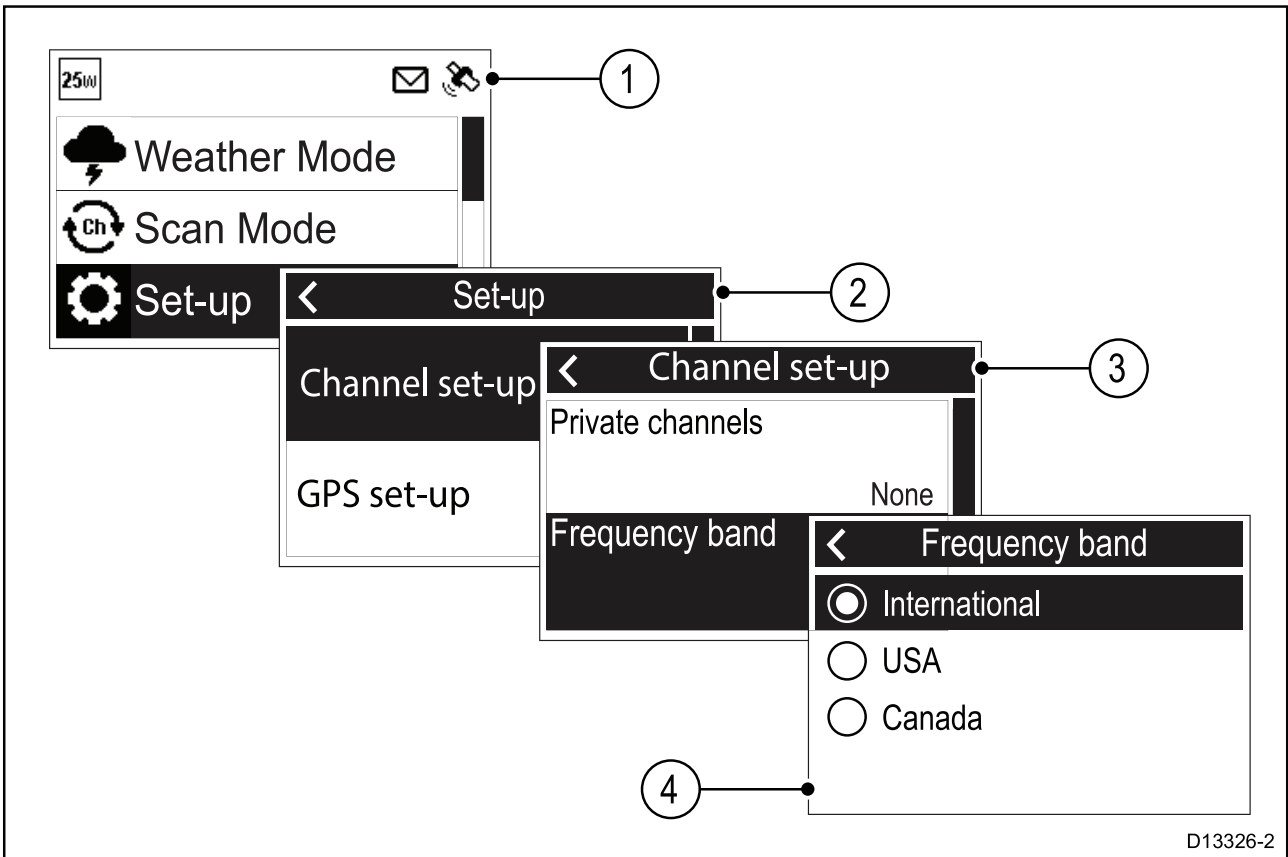 25W
1
Weather Mode
Ch
Scan Mode
Set-up
Set-up
2
Channel set-up
GPS set-up
Channel set-up
3
Private channels
None
Frequency band
Frequency band
International
USA
Canada
4
D13326-2